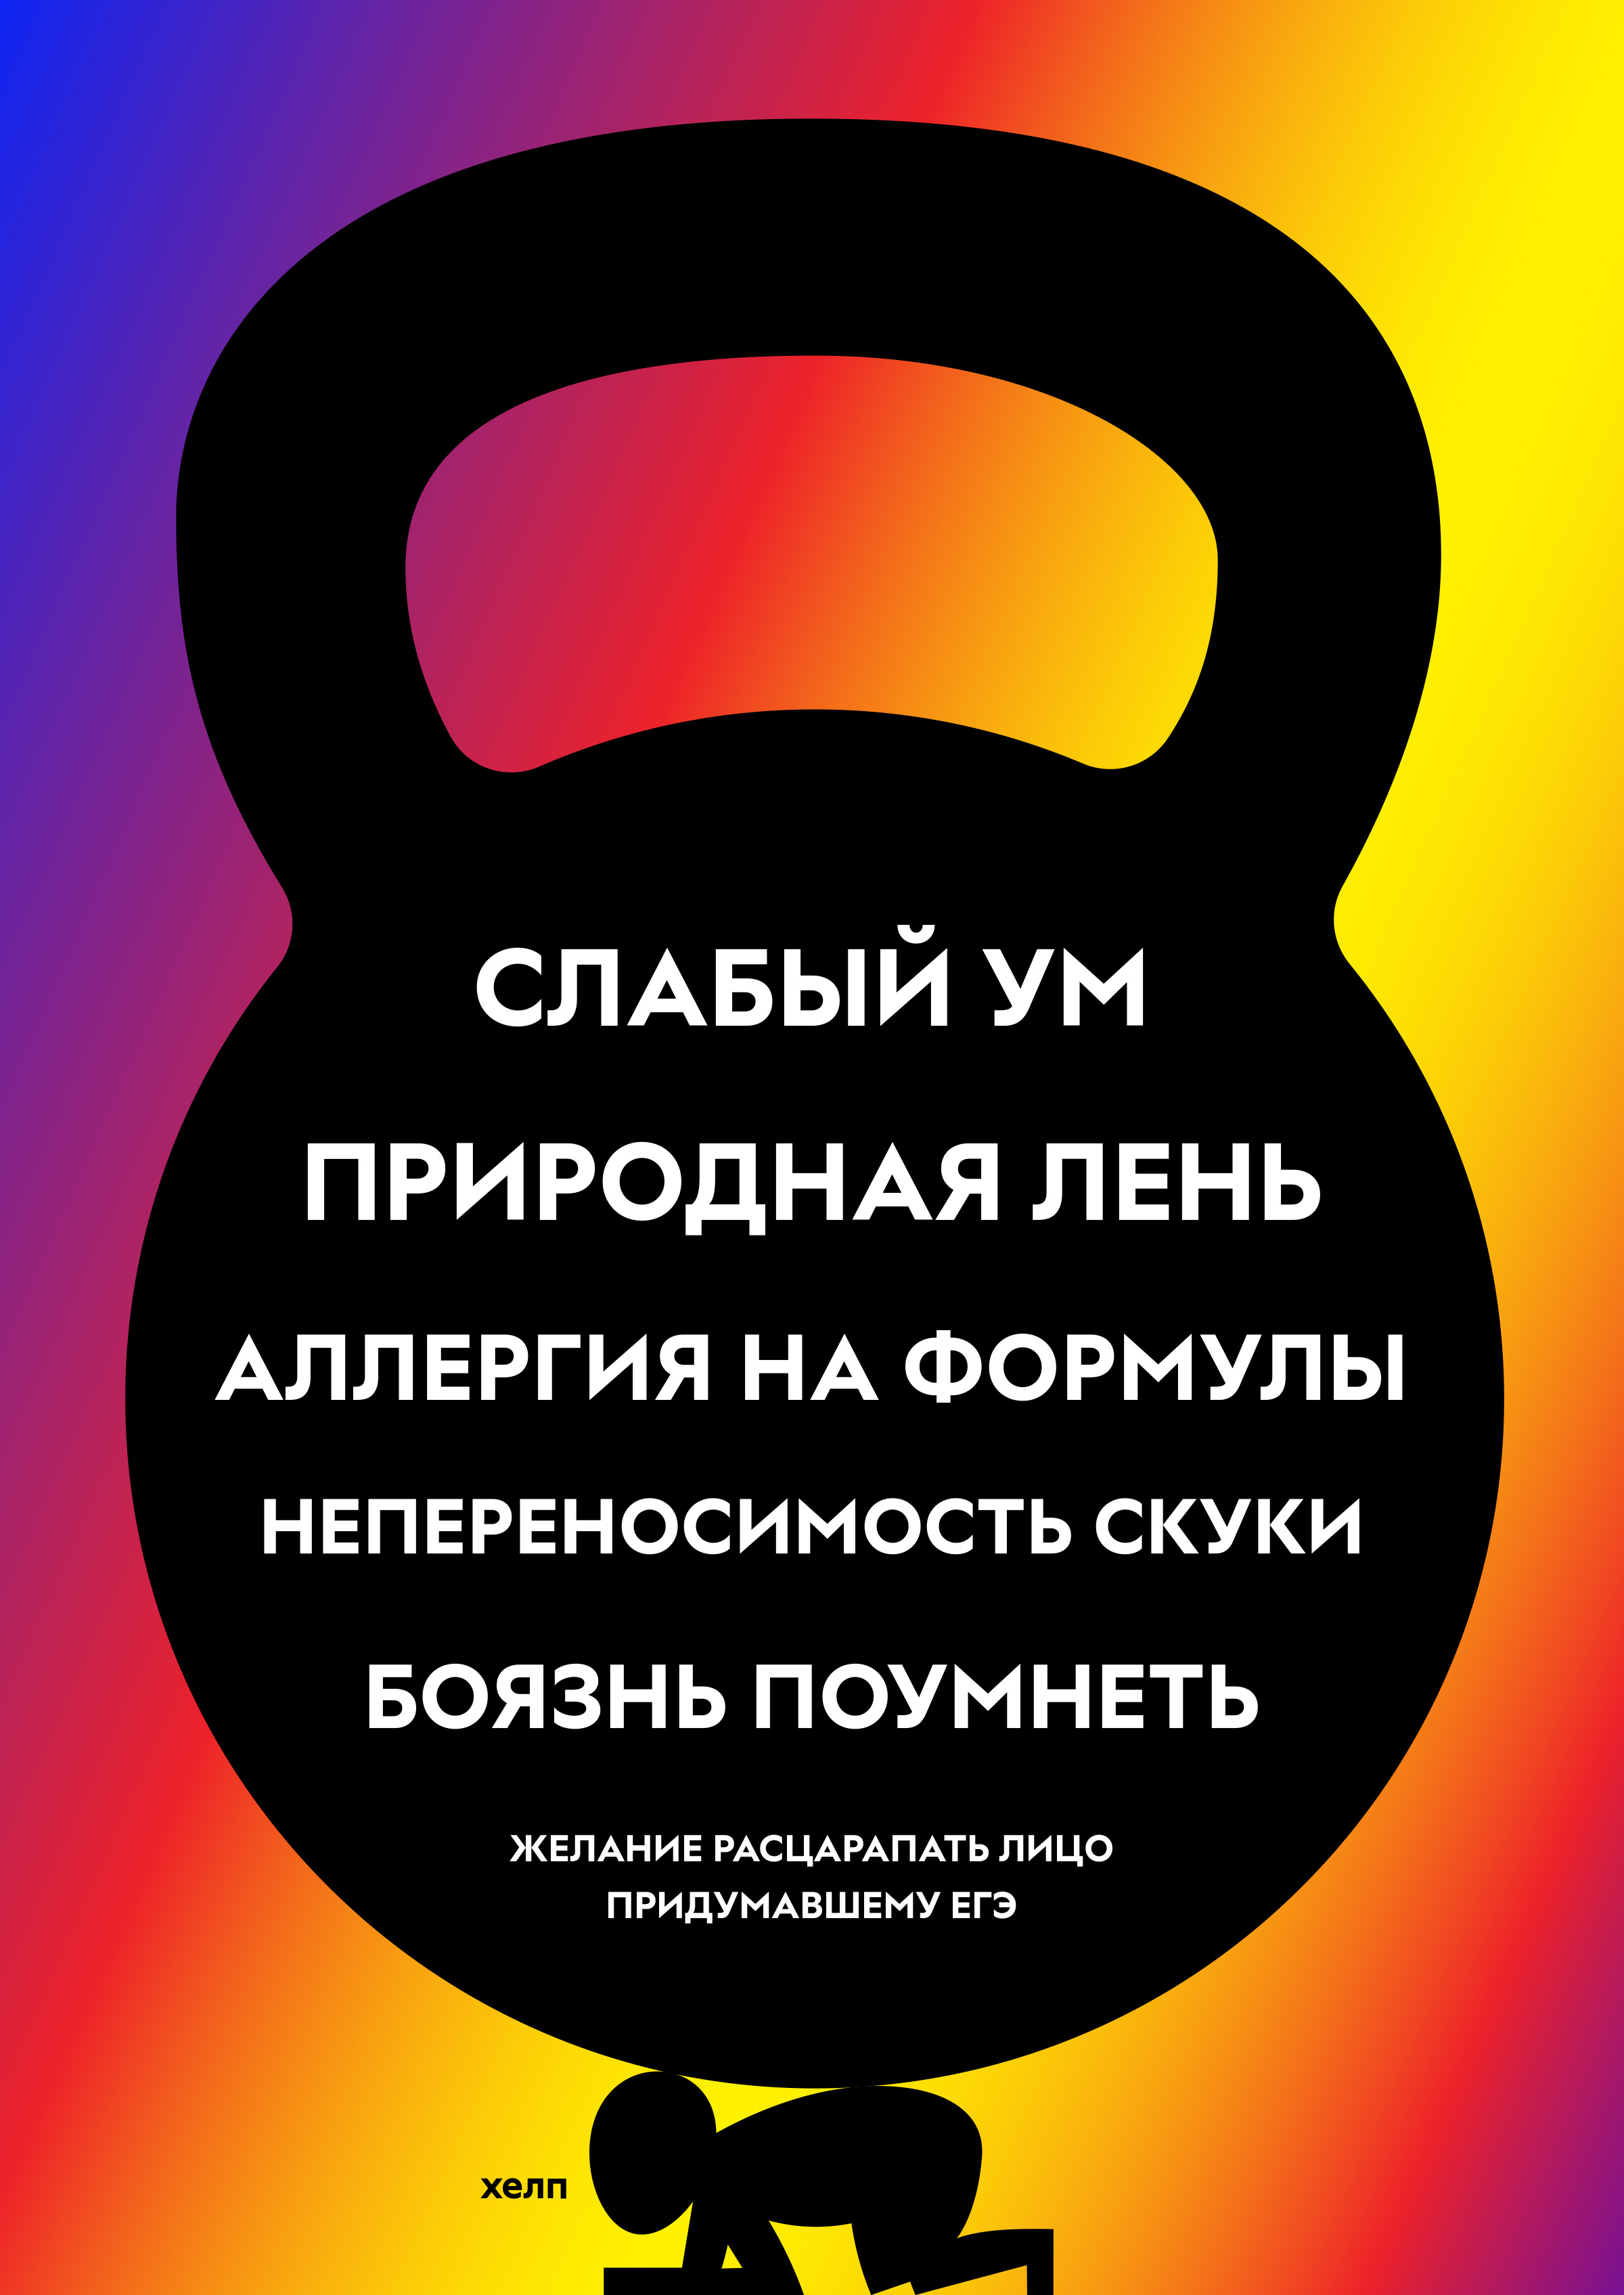 СЛАБЫЙ УМ
ПРИРОДНАЯ ЛЕНЬ
АЛЛЕРГИЯ НА ФОРМУЛЫ
НЕПЕРЕНОСИМОСТЬ СКУКИ
БОЯЗНЬ ПОУМНЕТЬ
ЖЕЛАНИЕ РАСЦАРАПАТЬ ЛИЦО
ПРИДУМАВШЕМУ ЕГЭ
хелп